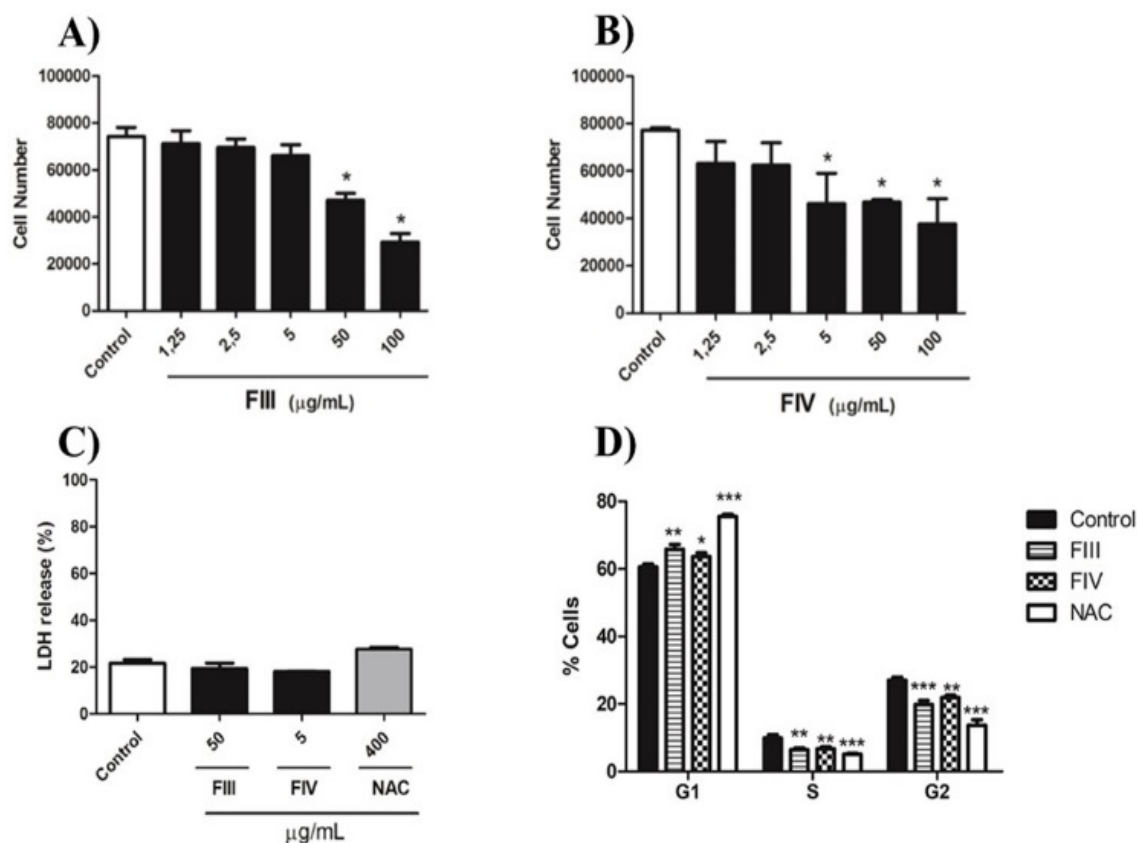 A)
100000
80000
60000
40000
20000
0
Cell Number
*
*
Control
1,25
2,5
5
50
100
FIII (μg/mL)
B)
100000
80000
60000
40000
20000
0
Cell Number
*
*
*
Control
1,25
2,5
5
50
100
FIV (μg/mL)
C)
100
80
60
40
20
0
LDH release (%)
Control
50
5
400
FIII
FIV
NAC
μg/mL
D)
80
60
40
20
0
% Cells
**
*
***
**
**
***
***
**
***
G1
S
G2
Control
FIII
FIV
NAC